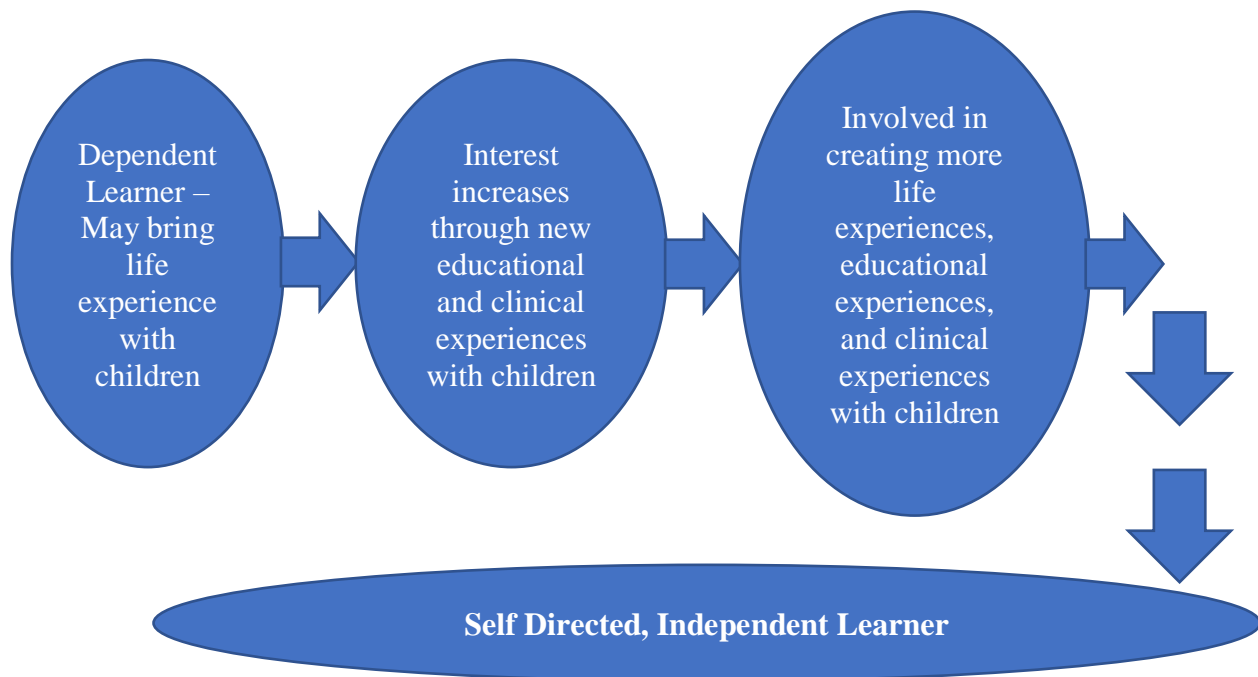 Dependent
Learner –
May bring
life
experience
with
children
Interest
increases
through new
educational
and clinical
experiences
with children
Involved in
creating more
life
experiences,
educational
experiences,
and clinical
experiences
with children
Self Directed, Independent Learner